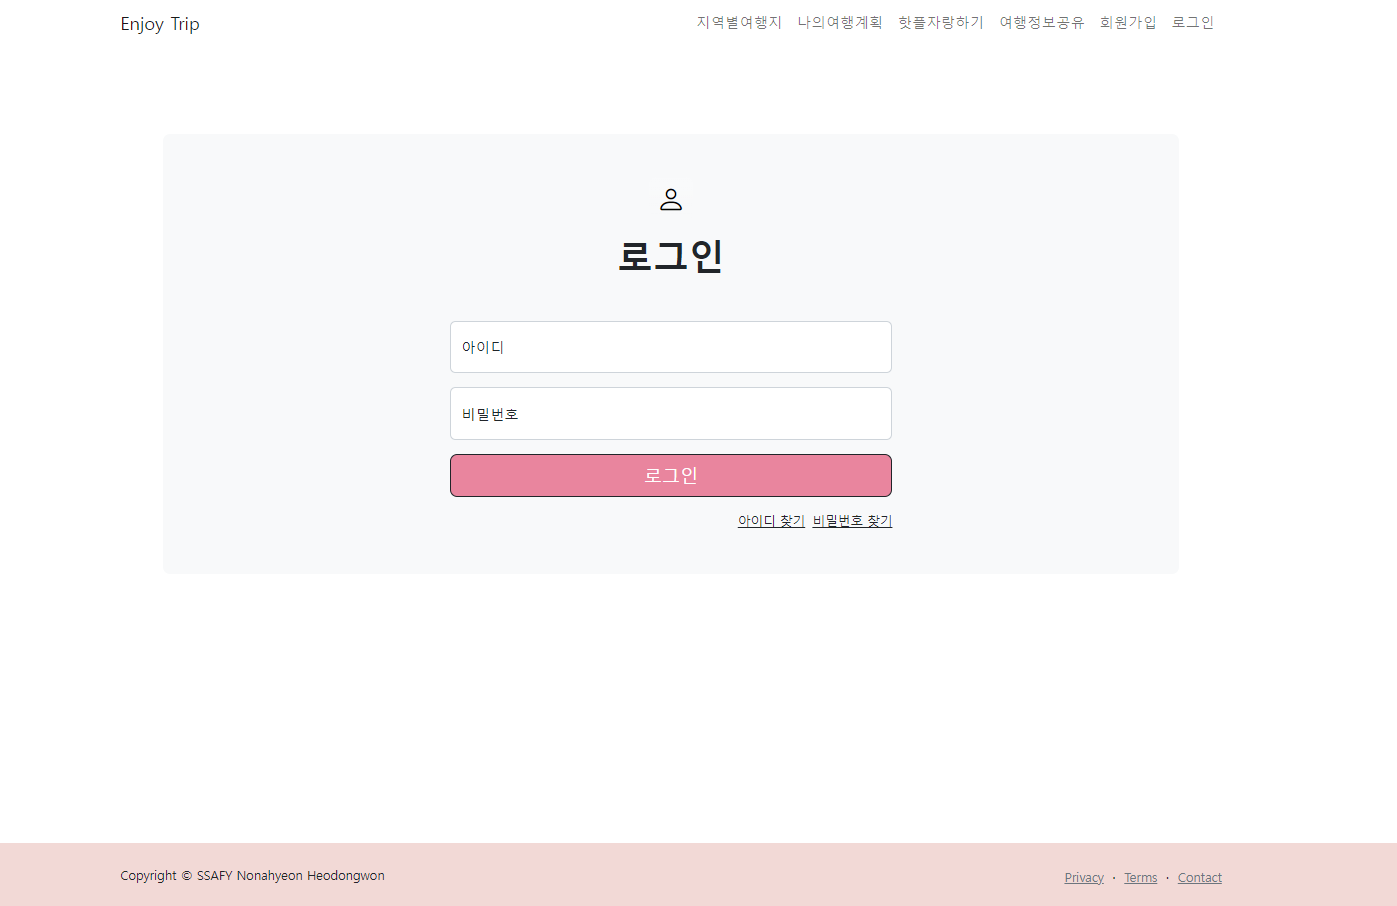 Enjoy Trip 지역별여행지 나의여행계획 핫플자랑하기 여행정보공유 회원가입 로그인
로그인
아이디
비밀번호
로그인
아이디 찾기 비밀번호 찾기
Copyright © SSAFY Nonahyeon Heodongwon Privacy · Terms · Contact